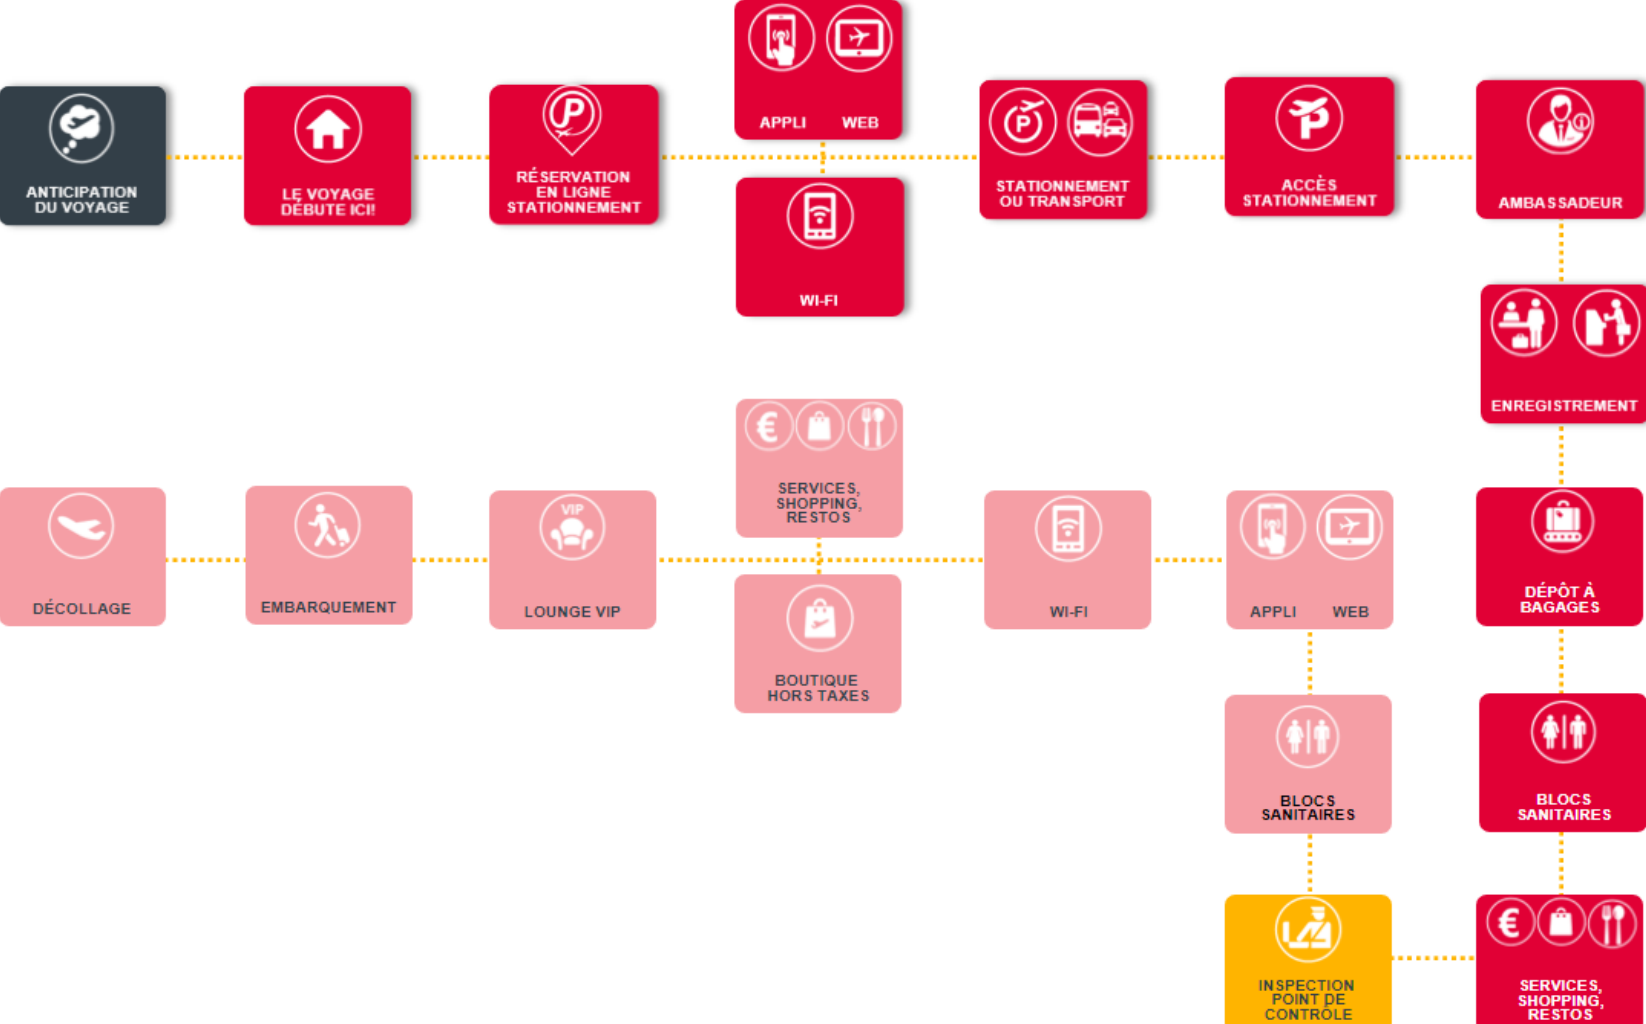 APPLI WEB
ANTICIPATION
DU VOYAGE
LE VOYAGE
DÉBUTE ICI!
P
RÉSERVATION
EN LIGNE
STATIONNEMENT
WI-FI
P
STATIONNEMENT
OU TRANSPORT
P
ACCÈS
STATIONNEMENT
i
AMBASSADEUR
ENREGISTREMENT
€
SERVICES,
SHOPPING,
RESTOS
DÉCOLLAGE
EMBARQUEMENT
VIP
LOUNGE VIP
BOUTIQUE
HORS TAXES
WI-FI
APPLI WEB
DÉPÔT À
BAGAGES
BLOCS
SANITAIRES
BLOCS
SANITAIRES
INSPECTION
POINT DE
CONTRÔLE
€
SERVICES,
SHOPPING,
RESTOS